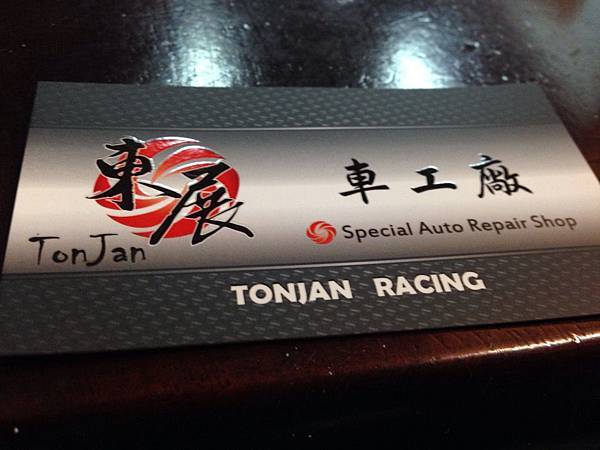 東展
TonJan
車工廠
Special Auto Repair Shop
TONJAN RACING